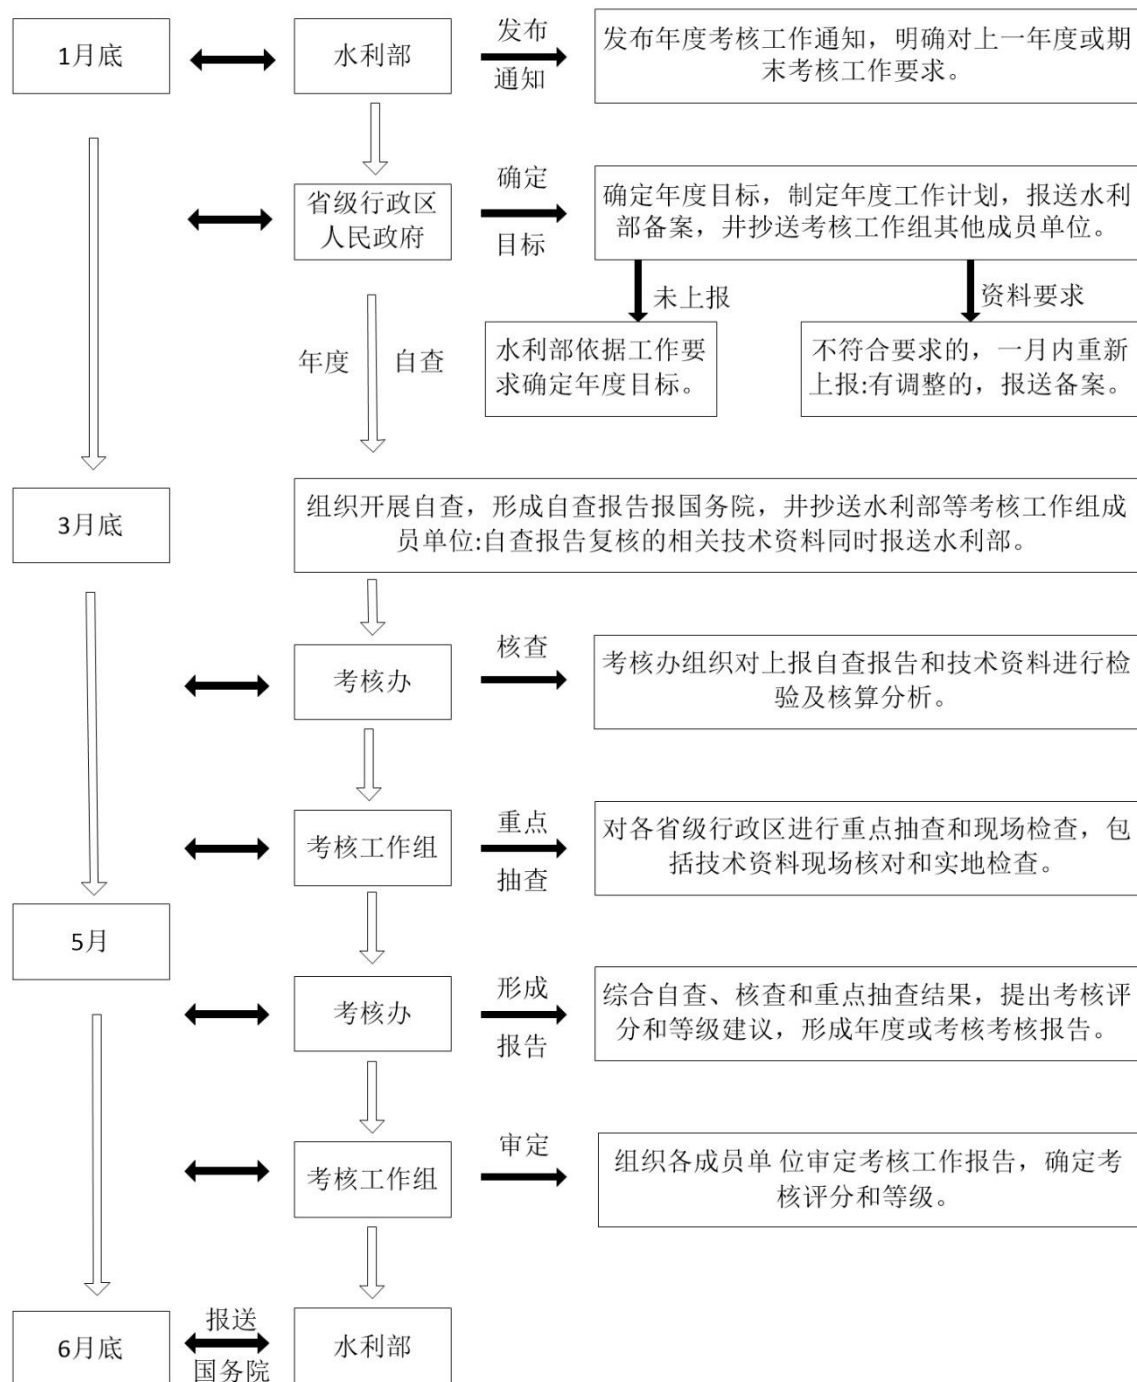 1月底
水利部
发布
通知
发布年度考核工作通知，明确对上一年度或期
末考核工作要求。
省级行政区
人民政府
确定
目标
确定年度目标，制定年度工作计划，报送水利
部备案，井抄送考核工作组其他成员单位。
未上报
资料要求
年度
自查
水利部依据工作要
求确定年度目标。
不符合要求的，一月内重新
上报:有调整的，报送备案。
3月底
组织开展自查，形成自查报告报国务院，井抄送水利部等考核工作组成
员单位:自查报告复核的相关技术资料同时报送水利部。
考核办
核查
考核办组织对上报自查报告和技术资料进行检
验及核算分析。
考核工作组
重点
抽查
对各省级行政区进行重点抽查和现场检查，包
括技术资料现场核对和实地检查。
5月
考核办
形成
报告
综合自查、核查和重点抽查结果，提出考核评
分和等级建议，形成年度或考核考核报告。
考核工作组
审定
组织各成员单 位审定考核工作报告，确定考
核评分和等级。
6月底
报送
国务院
水利部